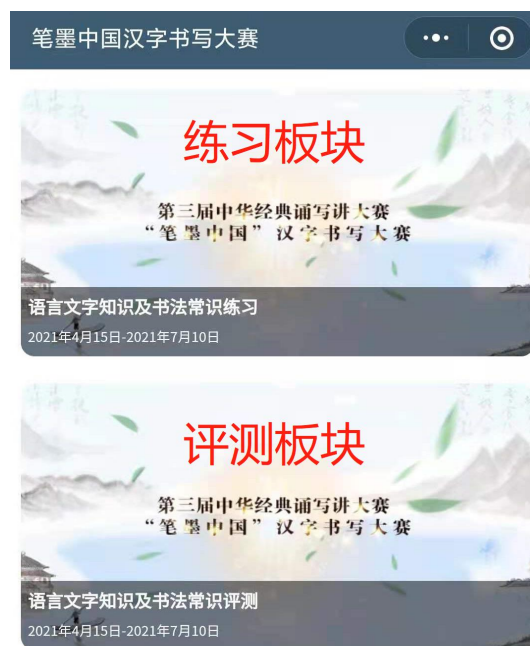 笔墨中国汉字书写大赛
练习板块
第三届中华经典诵写讲大赛
“笔墨中国”汉字书写大赛
语言文字知识及书法常识练习
2021年4月15日-2021年7月10日
评测板块
第三届中华经典诵写讲大赛
“笔墨中国”汉字书写大赛
语言文字知识及书法常识评测
2021年4月15日-2021年7月10日